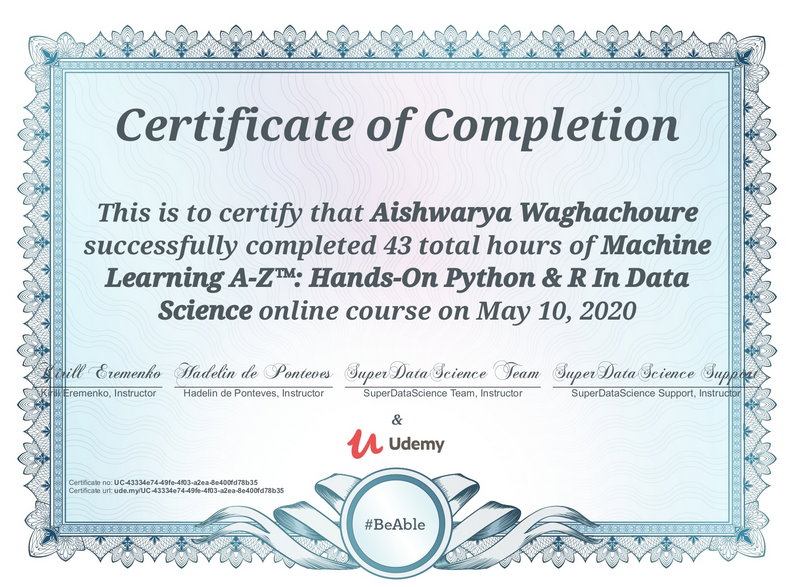 Certificate of Completion
This is to certify that Aishwarya Waghachoure
successfully completed 43 total hours of Machine
Learning A-Z™: Hands-On Python & R In Data
Science online course on May 10, 2020
Kirill Eremenko Hadelin de Ponteves SuperDataScience Team SuperDataScience Support
Kirill Eremenko, Instructor Hadelin de Ponteves, Instructor SuperDataScience Team, Instructor SuperDataScience Support, Instructor
&
Udemy
Certificate no: UC-43334e74-49fe-4f03-a2ea-8e400fd78b35
Certificate url: ude.my/UC-43334e74-49fe-4f03-a2ea-8e400fd78b35
#BeAble